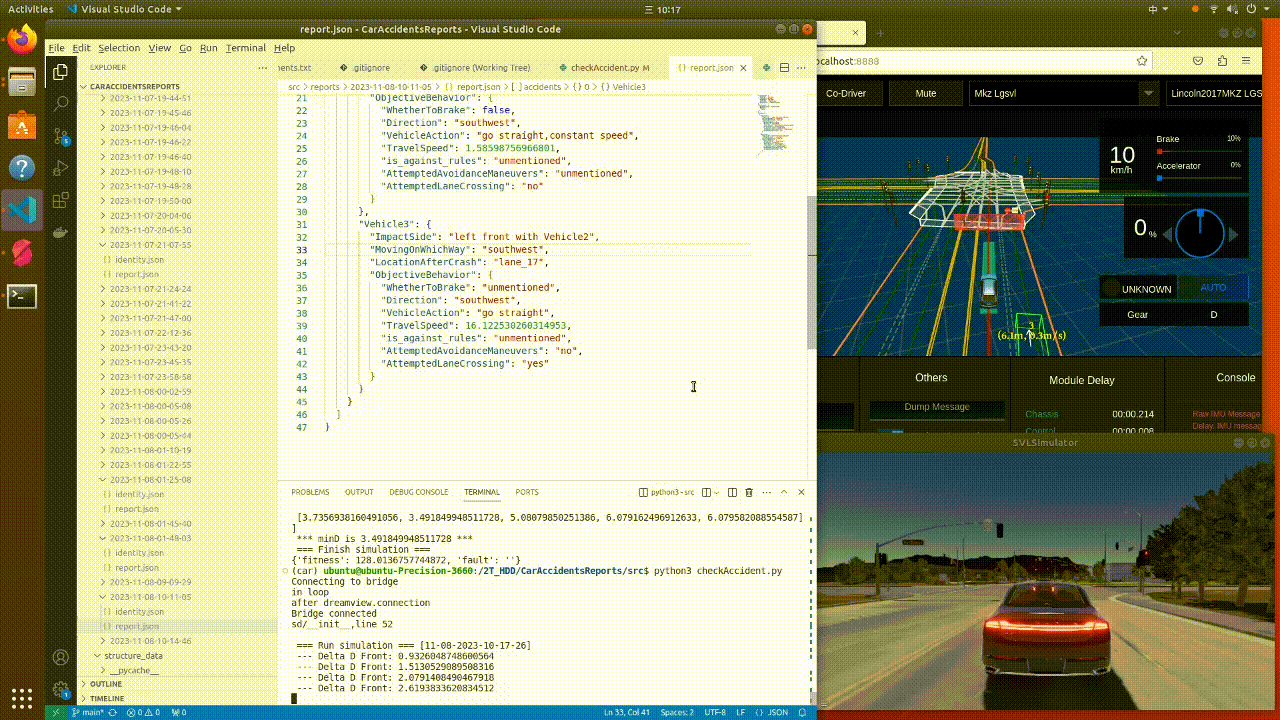 Activities
Visual Studio Code
10:17
中
report.json - CarAccidentsReports - Visual Studio Code
File Edit Selection View Go Run Terminal Help
EXPLORER
CARACCIDENTSREPORTS
2023-11-07-19-44-51
2023-11-07-19-45-46
2023-11-07-19-46-04
2023-11-07-19-46-22
2023-11-07-19-46-40
2023-11-07-19-48-10
2023-11-07-19-48-28
2023-11-07-19-50-00
2023-11-07-20-04-06
2023-11-07-20-05-30
2023-11-07-21-07-55
identity.json
report.json
2023-11-07-21-24-24
2023-11-07-21-41-22
2023-11-07-21-47-00
2023-11-07-22-12-36
2023-11-07-23-43-20
2023-11-07-23-45-35
2023-11-07-23-58-58
2023-11-08-00-02-59
2023-11-08-00-05-08
2023-11-08-00-05-26
2023-11-08-00-05-44
2023-11-08-01-10-19
2023-11-08-01-22-55
2023-11-08-01-25-08
identity.json
report.json
2023-11-08-01-45-40
2023-11-08-01-48-03
identity.json
report.json
2023-11-08-09-09-29
2023-11-08-10-11-05
identity.json
report.json
2023-11-08-10-14-46
structure_data
__pycache__
OUTLINE
TIMELINE
ments.txt
.gitignore
.gitignore (Working Tree)
checkAccident.py M
report.json
src > reports > 2023-11-08-10-11-05 > {} report.json > [ ] accidents > {} 0 > {} Vehicle3
21 "ObjectiveBehavior": {
22 "WhetherToBrake": false,
23 "Direction": "southwest",
24 "VehicleAction": "go straight,constant speed",
25 "TravelSpeed": 1.58598756966801,
26 "is_against_rules": "unmentioned",
27 "AttemptedAvoidanceManeuvers": "unmentioned",
28 "AttemptedLaneCrossing": "no"
29 }
30 },
31 "Vehicle3": {
32 "ImpactSide": "left front with Vehicle2",
33 "MovingOnWhichWay": "southwest",
34 "LocationAfterCrash": "lane_17",
35 "ObjectiveBehavior": {
36 "WhetherToBrake": "unmentioned",
37 "Direction": "southwest",
38 "VehicleAction": "go straight",
39 "TravelSpeed": 16.122530260314953,
40 "is_against_rules": "unmentioned",
41 "AttemptedAvoidanceManeuvers": "no",
42 "AttemptedLaneCrossing": "yes"
43 }
44 }
45 }
46 ]
47 }
PROBLEMS OUTPUT DEBUG CONSOLE TERMINAL PORTS
python3 - src
[3.7356938160491056, 3.491849948511728, 5.08079850251386, 6.079162496912633, 6.079582088554587]
]
*** minD is 3.491849948511728 ***
=== Finish simulation ===
{'fitness': 128.0136757744872, 'fault': ''}
(car) ubuntu@ubuntu-Precision-3660:/2T_HDD/CarAccidentsReports/src$ python3 checkAccident.py
Connecting to bridge
in loop
after dreamview.connection
Bridge connected
sd/__init__,line 52
=== Run simulation === [11-08-2023-10-17-26]
--- Delta D Front: 0.9326048748600564
--- Delta D Front: 1.5130529089508316
--- Delta D Front: 2.0791408490467918
--- Delta D Front: 2.6193833620834512
main* 0 0 0
Ln 33, Col 41 Spaces: 2 UTF-8 LF {} JSON
ocalhost:8888
Co-Driver
Mute
Mkz Lgsvl
Lincoln2017MKZ LGS
10
km/h
Brake 10%
Accelerator 0%
0 %
UNKNOWN
AUTO
Gear D
3
(6.1m, 6.3m/s)
Others
Dump Message
Module Delay
Chassis 00:00.214
Control 00:00.008
Console
Raw IMU Message
Delay. IMU message
SVLSimulator